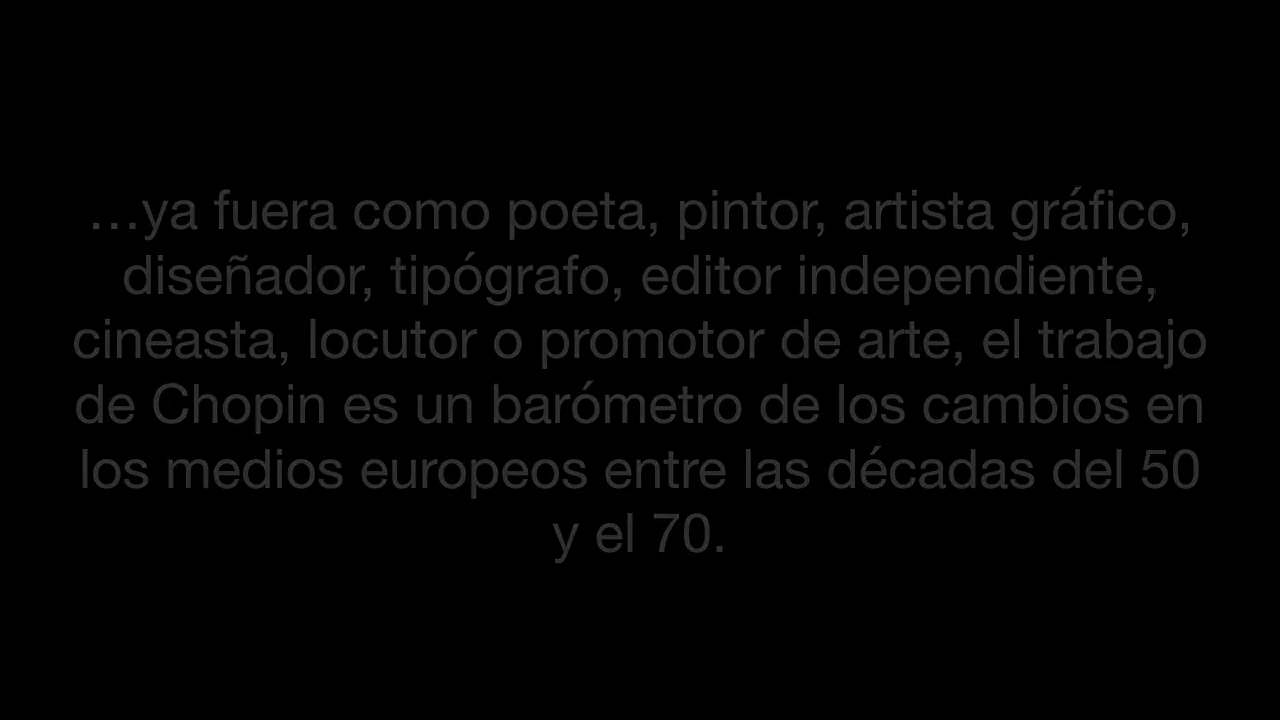 …ya fuera como poeta, pintor, artista gráfico,
diseñador, tipógrafo, editor independiente,
cineasta, locutor o promotor de arte, el trabajo
de Chopin es un barómetro de los cambios en
los medios europeos entre las décadas del 50
y el 70.